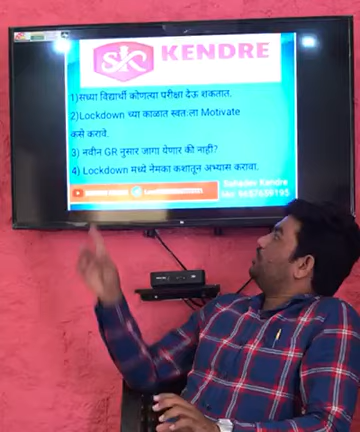 SK KENDRE
1)सध्या विद्यार्थी कोणत्या परीक्षा देऊ शकतात.
2)Lockdown च्या काळात स्वतःला Motivate
कसे करावे.
3) नवीन GR नुसार जागा येणार की नाही?
4) Lockdown मध्ये नेमका कशातून अभ्यास करावा.
Kendre